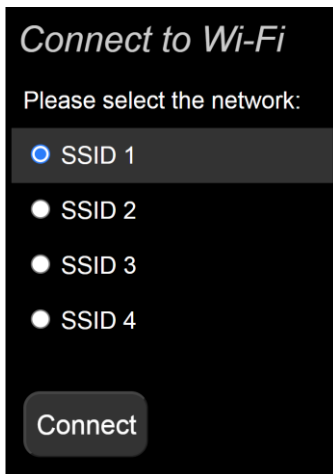 Connect to Wi-Fi
Please select the network:
SSID 1
SSID 2
SSID 3
SSID 4
Connect